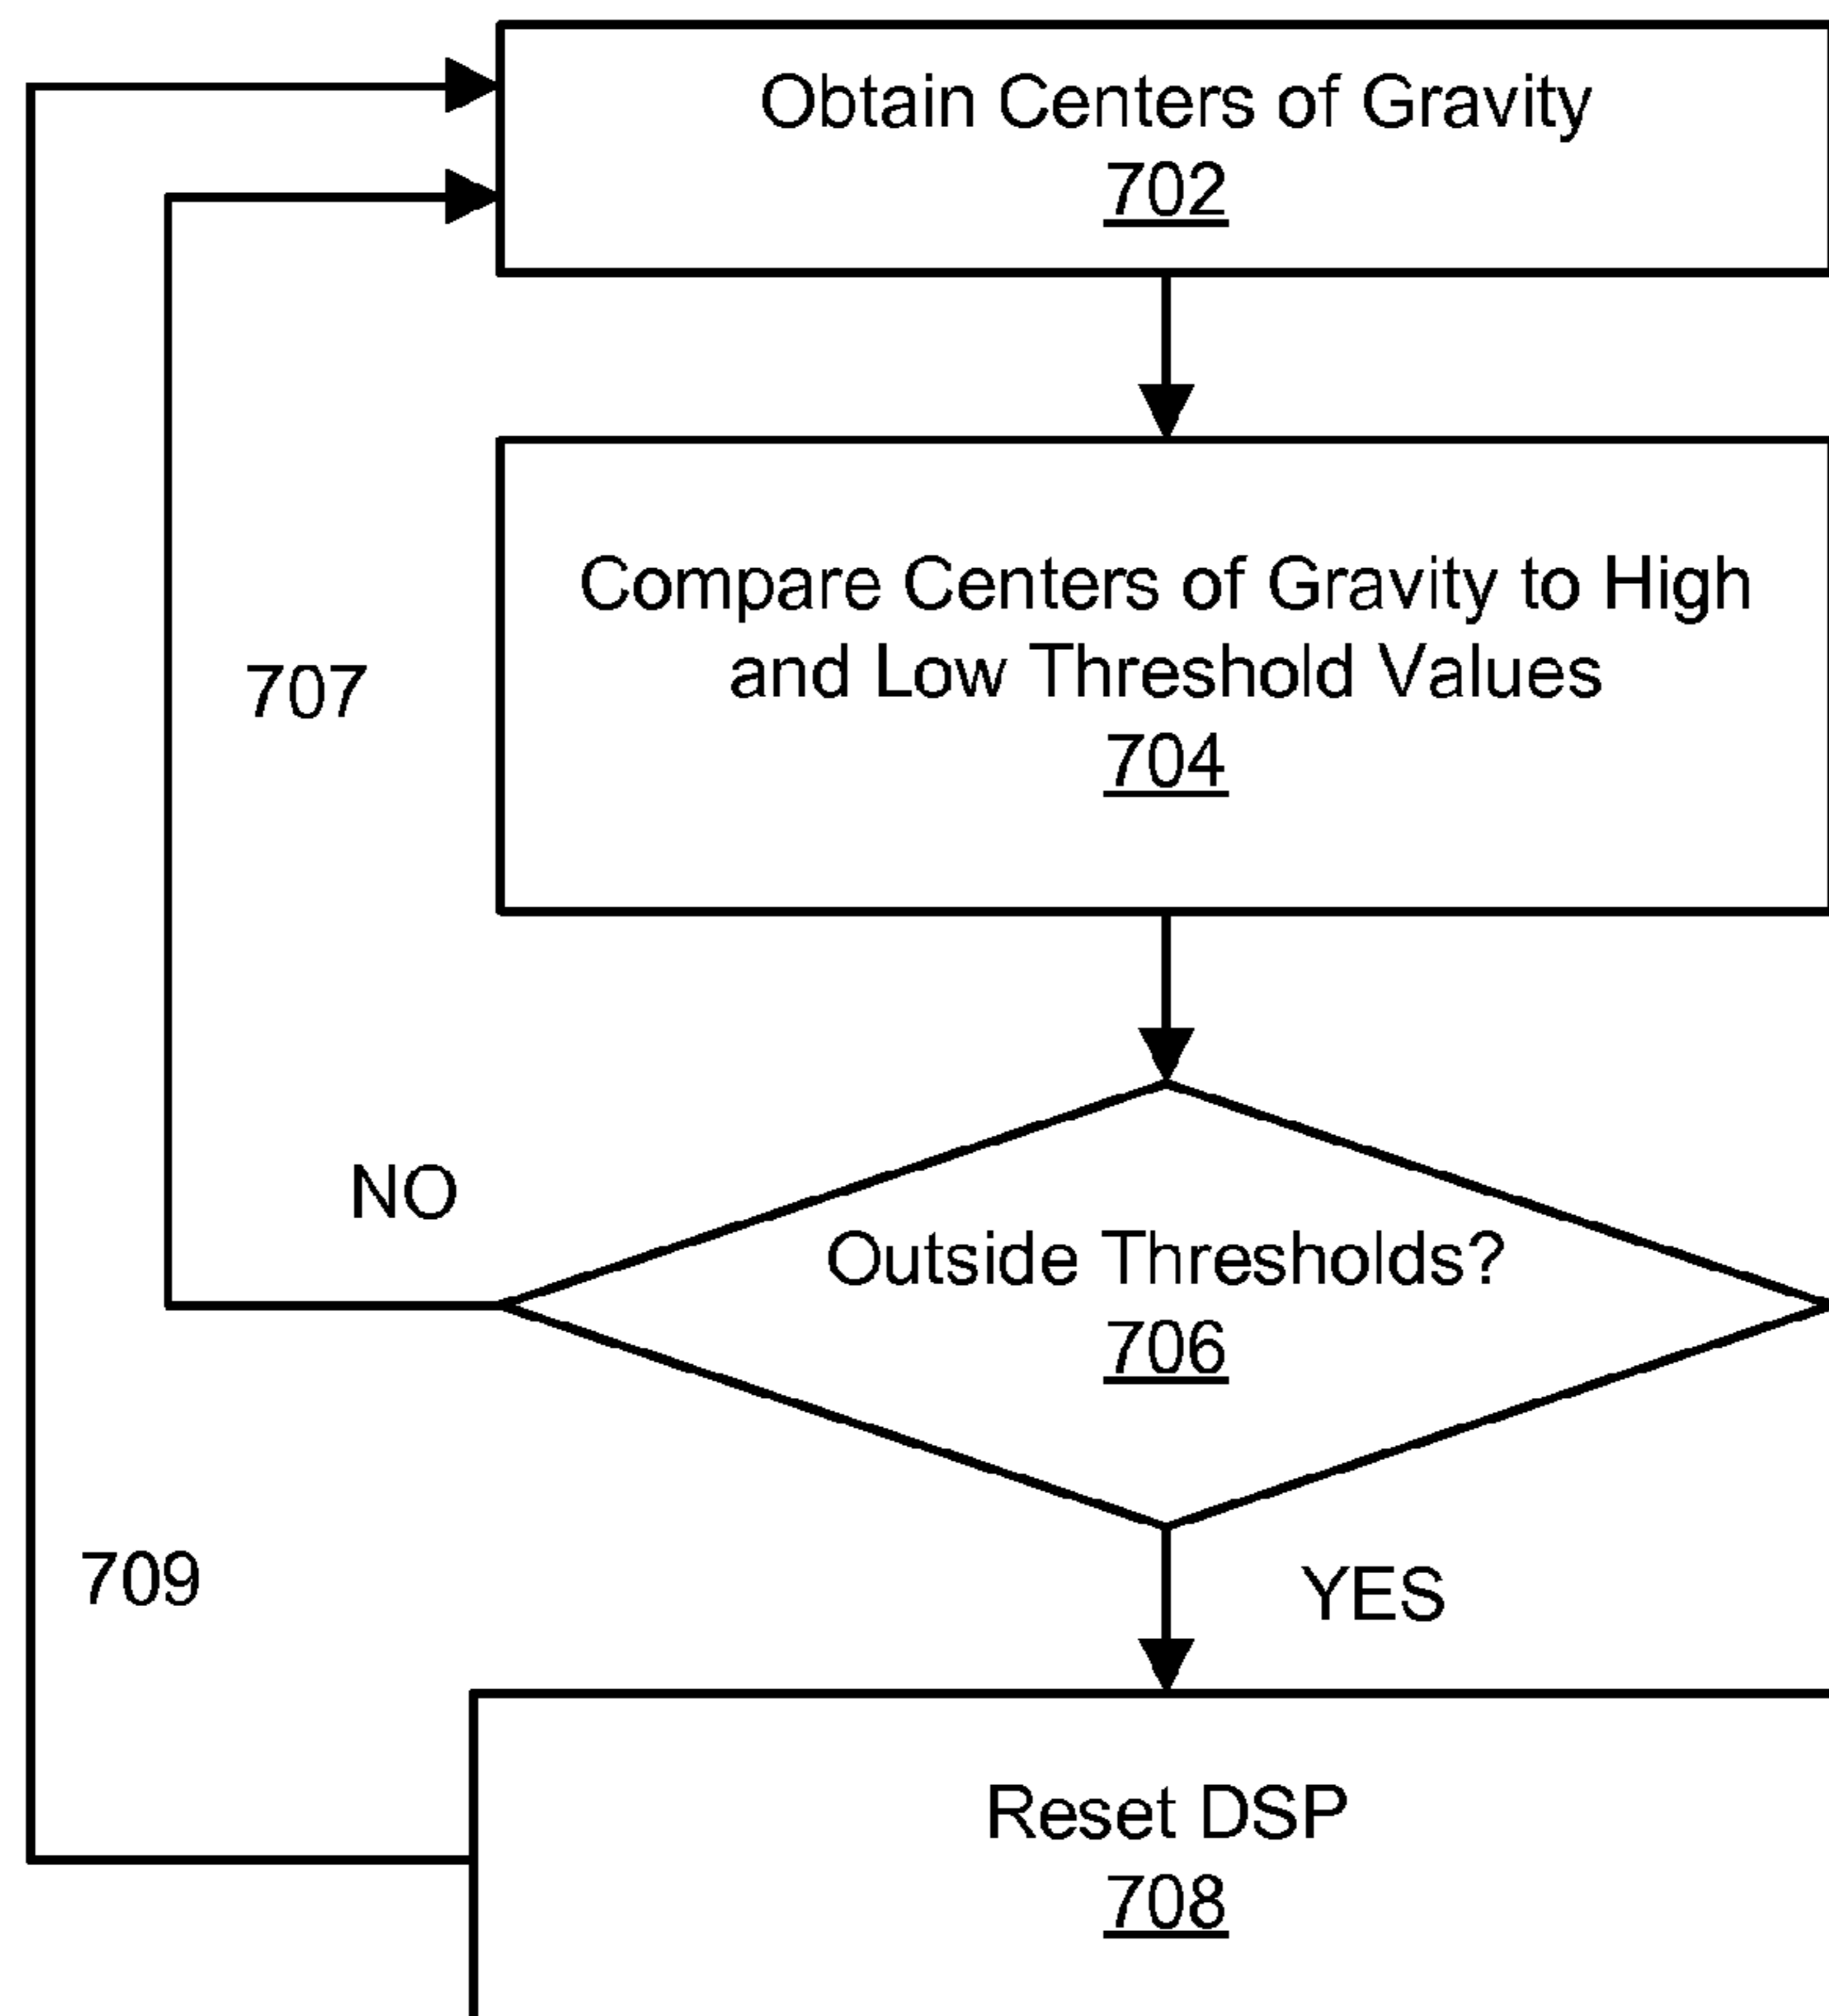 Obtain Centers of Gravity
702
Compare Centers of Gravity to High
and Low Threshold Values
704
707
NO
Outside Thresholds?
706
709
YES
Reset DSP
708